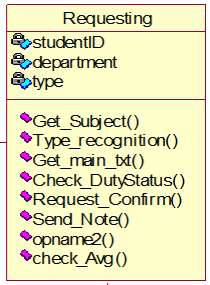 Requesting
studentID
department
type
Get_Subject()
Type_recognition()
Get_main_txt()
Check_DutyStatus()
Request_Confirm()
Send_Note()
opname2()
check_Avg()